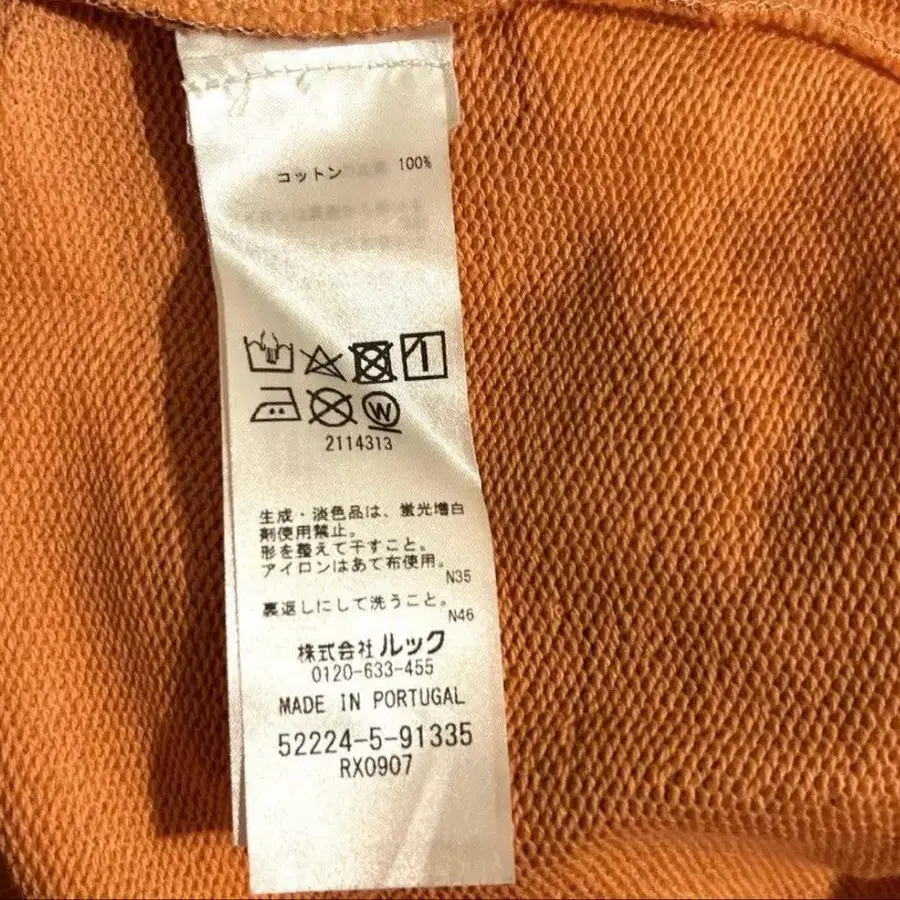 コットン 100%
W
2114313
生成・淡色品は、蛍光増白
剤使用禁止。
形を整えて干すこと。
アイロンはあて布使用。
N35
裏返しにして洗うこと。
N46
株式会社ルック
0120-633-455
MADE IN PORTUGAL
52224-5-91335
RX0907